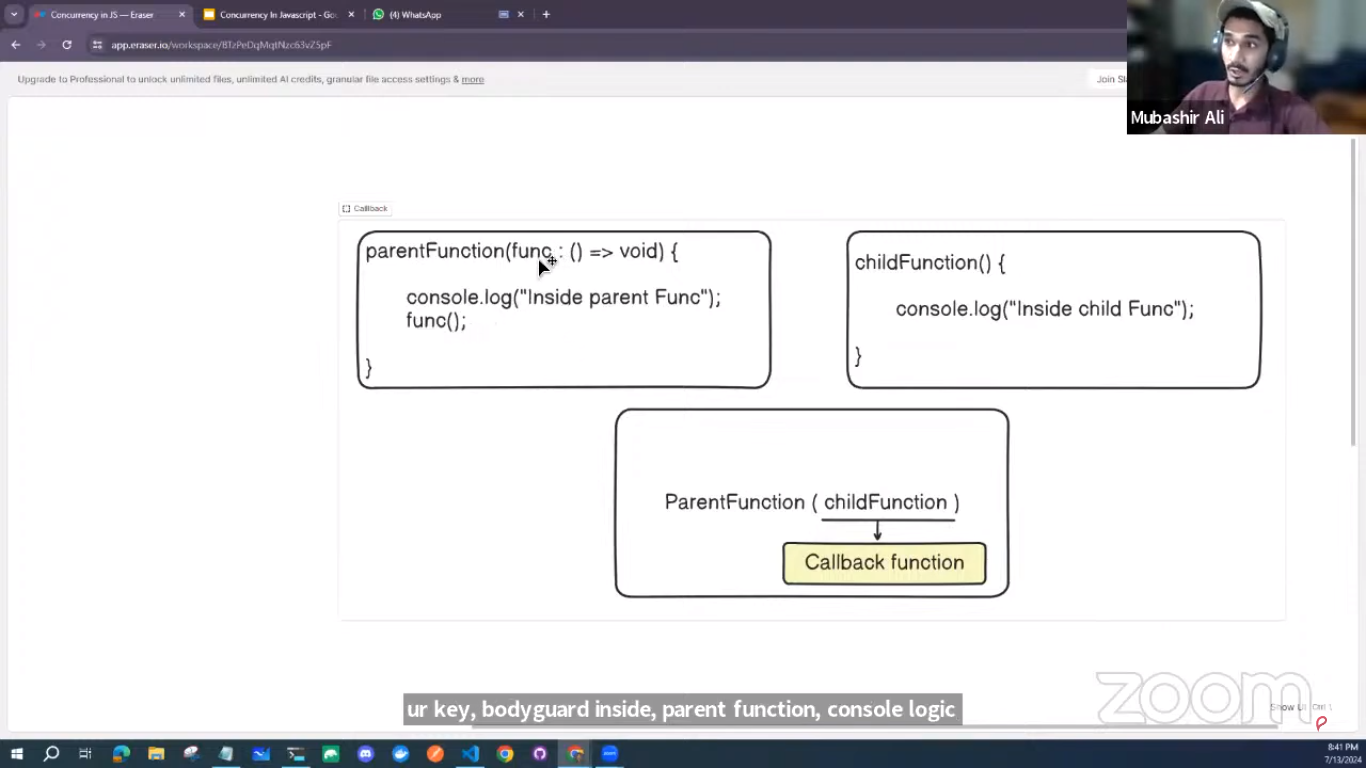 Concurrency in JS — Eraser
Concurrency In Javascript - Goo
(4) WhatsApp
app.eraser.io/workspace/8TzPeDqMqtNzc63vZ5pF
Upgrade to Professional to unlock unlimited files, unlimited AI credits, granular file access settings & more
Join Sla
Mubashir Ali
Callback
parentFunction(func : () => void) {
console.log("Inside parent Func");
func();
}
childFunction() {
console.log("Inside child Func");
}
ParentFunction ( childFunction )
Callback function
zoom
Show UI Ctrl \
ur key, bodyguard inside, parent function, console logic
8:41 PM
7/13/2024